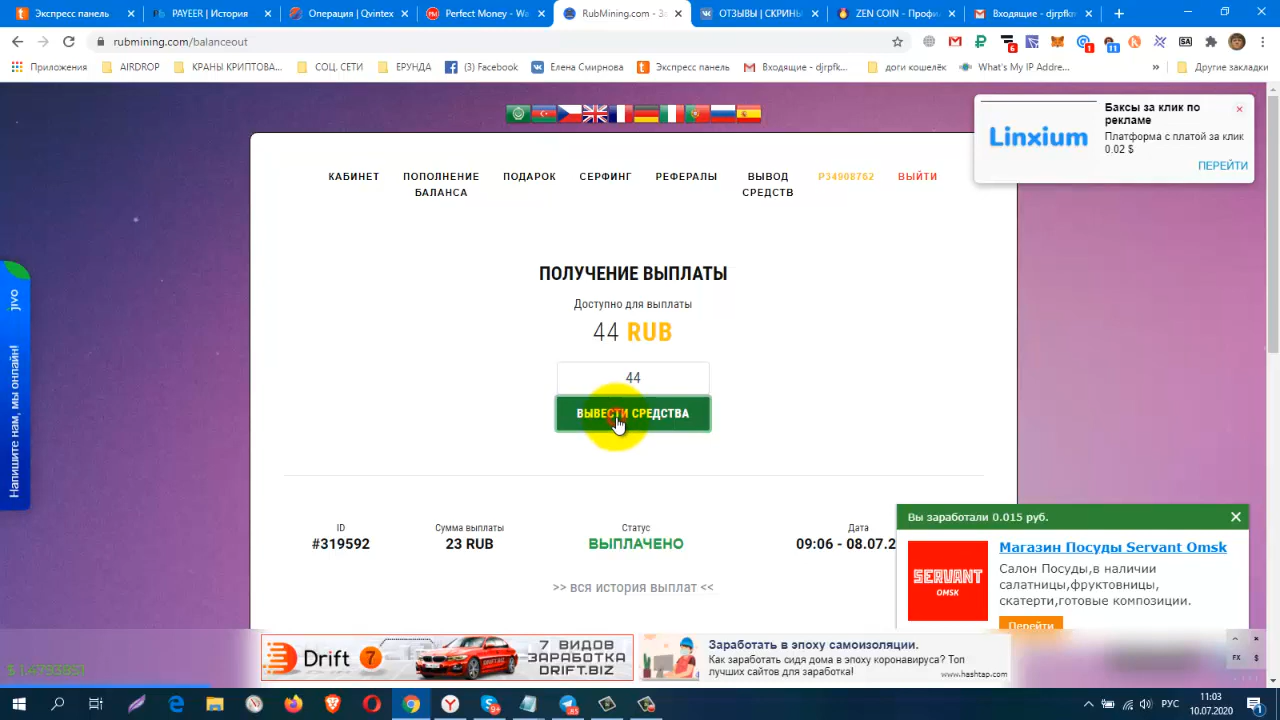 Экспресс панель
PAYEER | История
Операция | Qvintex
Perfect Money - We
RubMining.com - Зо
ОТЗЫВЫ | СКРИНЫ
ZEN COIN - Профи
Входящие - djrpfkm
rubmining.com/balanceout
Приложения
AIRDROP
КРАНЫ КРИПТОВА...
СОЦ. СЕТИ
ЕРУНДА
(3) Facebook
Елена Смирнова
Экспресс панель
Входящие - djrpfk...
доги кошелёк
What's My IP Addre...
»
Другие закладки
Баксы за клик по
рекламе
Linxium
Платформа с платой за клик
0.02 $
ПЕРЕЙТИ
КАБИНЕТ
ПОПОЛНЕНИЕ
БАЛАНСА
ПОДАРОК
СЕРФИНГ
РЕФЕРАЛЫ
ВЫВОД
СРЕДСТВ
P34908762
ВЫЙТИ
ПОЛУЧЕНИЕ ВЫПЛАТЫ
Доступно для выплаты
44 RUB
44
ВЫВЕСТИ СРЕДСТВА
Напишите нам, мы онлайн!
jivo
ID
Сумма выплаты
Статус
Дата
#319592
23 RUB
ВЫПЛАЧЕНО
09:06 - 08.07.2
>> вся история выплат <<
Вы заработали 0.015 руб.
Магазин Посуды Servant Omsk
SERVANT
OMSK
Салон Посуды,в наличии
салатницы,фруктовницы,
скатерти,готовые композиции.
Перейти
Drift 7
7 ВИДОВ
ЗАРАБОТКА
DRIFT.BIZ
Заработать в эпоху самоизоляции.
Как заработать сидя дома в эпоху коронавируса? Топ
лучших сайтов для заработка!
www.hashtap.com
FX
$
РУС
11:03
10.07.2020